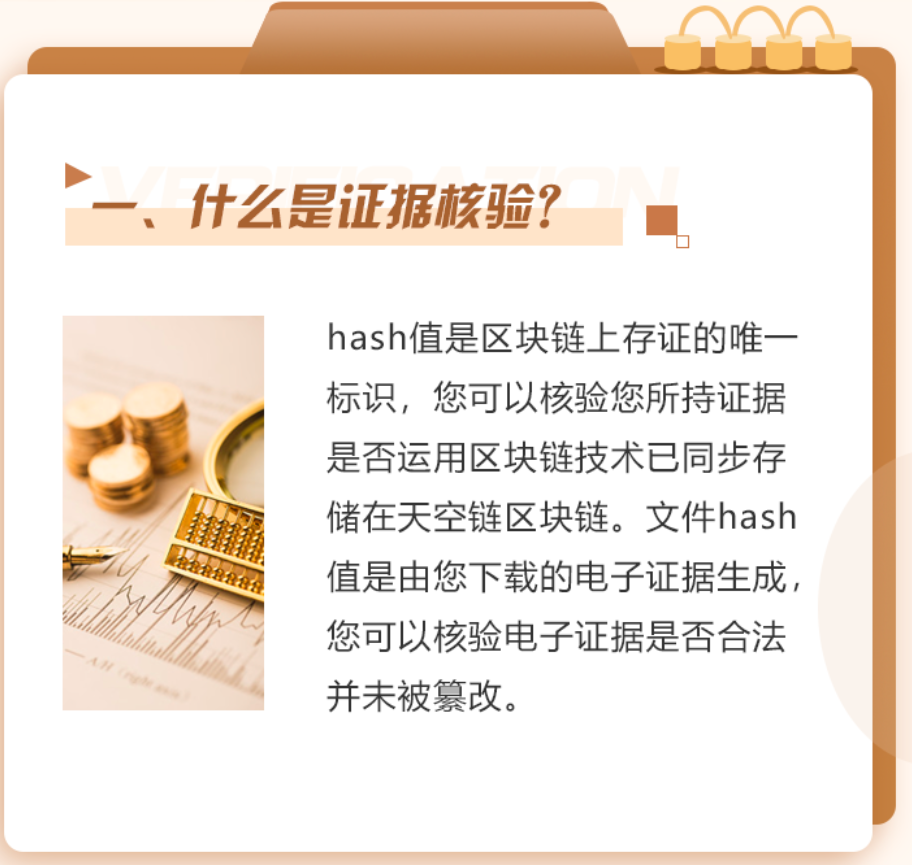 VERIFICATION
一、什么是证据核验?
hash值是区块链上存证的唯一
标识，您可以核验您所持证据
是否运用区块链技术已同步存
储在天空链区块链。文件hash
值是由您下载的电子证据生成，
您可以核验电子证据是否合法
并未被篡改。